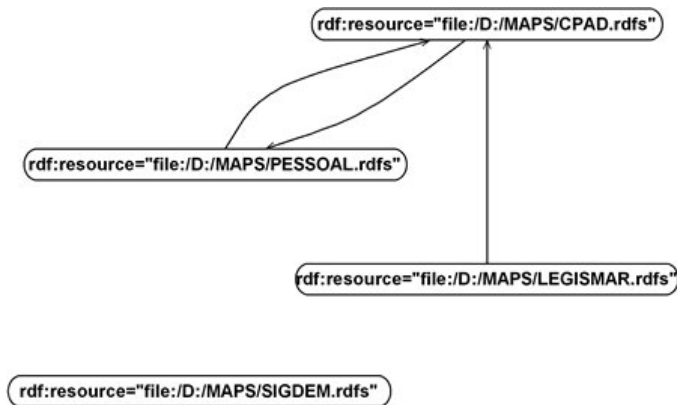 rdf:resource="file:/D:/MAPS/CPAD.rdfs"
rdf:resource="file:/D:/MAPS/PESSOAL.rdfs"
rdf:resource="file:/D:/MAPS/LEGISMAR.rdfs"
rdf:resource="file:/D:/MAPS/SIGDEM.rdfs"